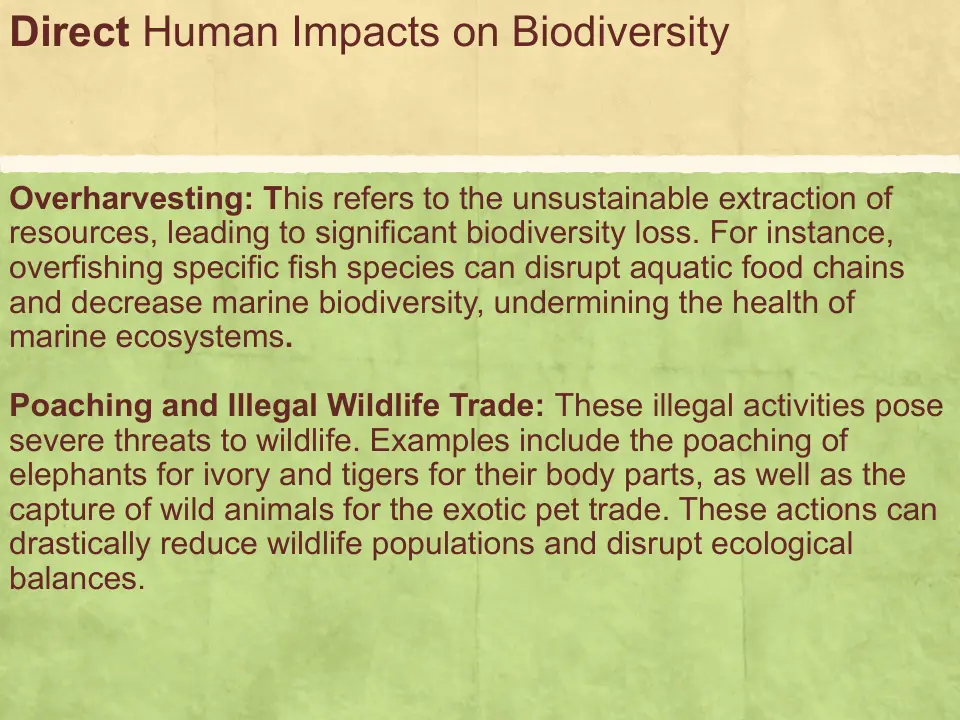 Direct Human Impacts on Biodiversity
Overharvesting: This refers to the unsustainable extraction of
resources, leading to significant biodiversity loss. For instance,
overfishing specific fish species can disrupt aquatic food chains
and decrease marine biodiversity, undermining the health of
marine ecosystems.
Poaching and Illegal Wildlife Trade: These illegal activities pose
severe threats to wildlife. Examples include the poaching of
elephants for ivory and tigers for their body parts, as well as the
capture of wild animals for the exotic pet trade. These actions can
drastically reduce wildlife populations and disrupt ecological
balances.